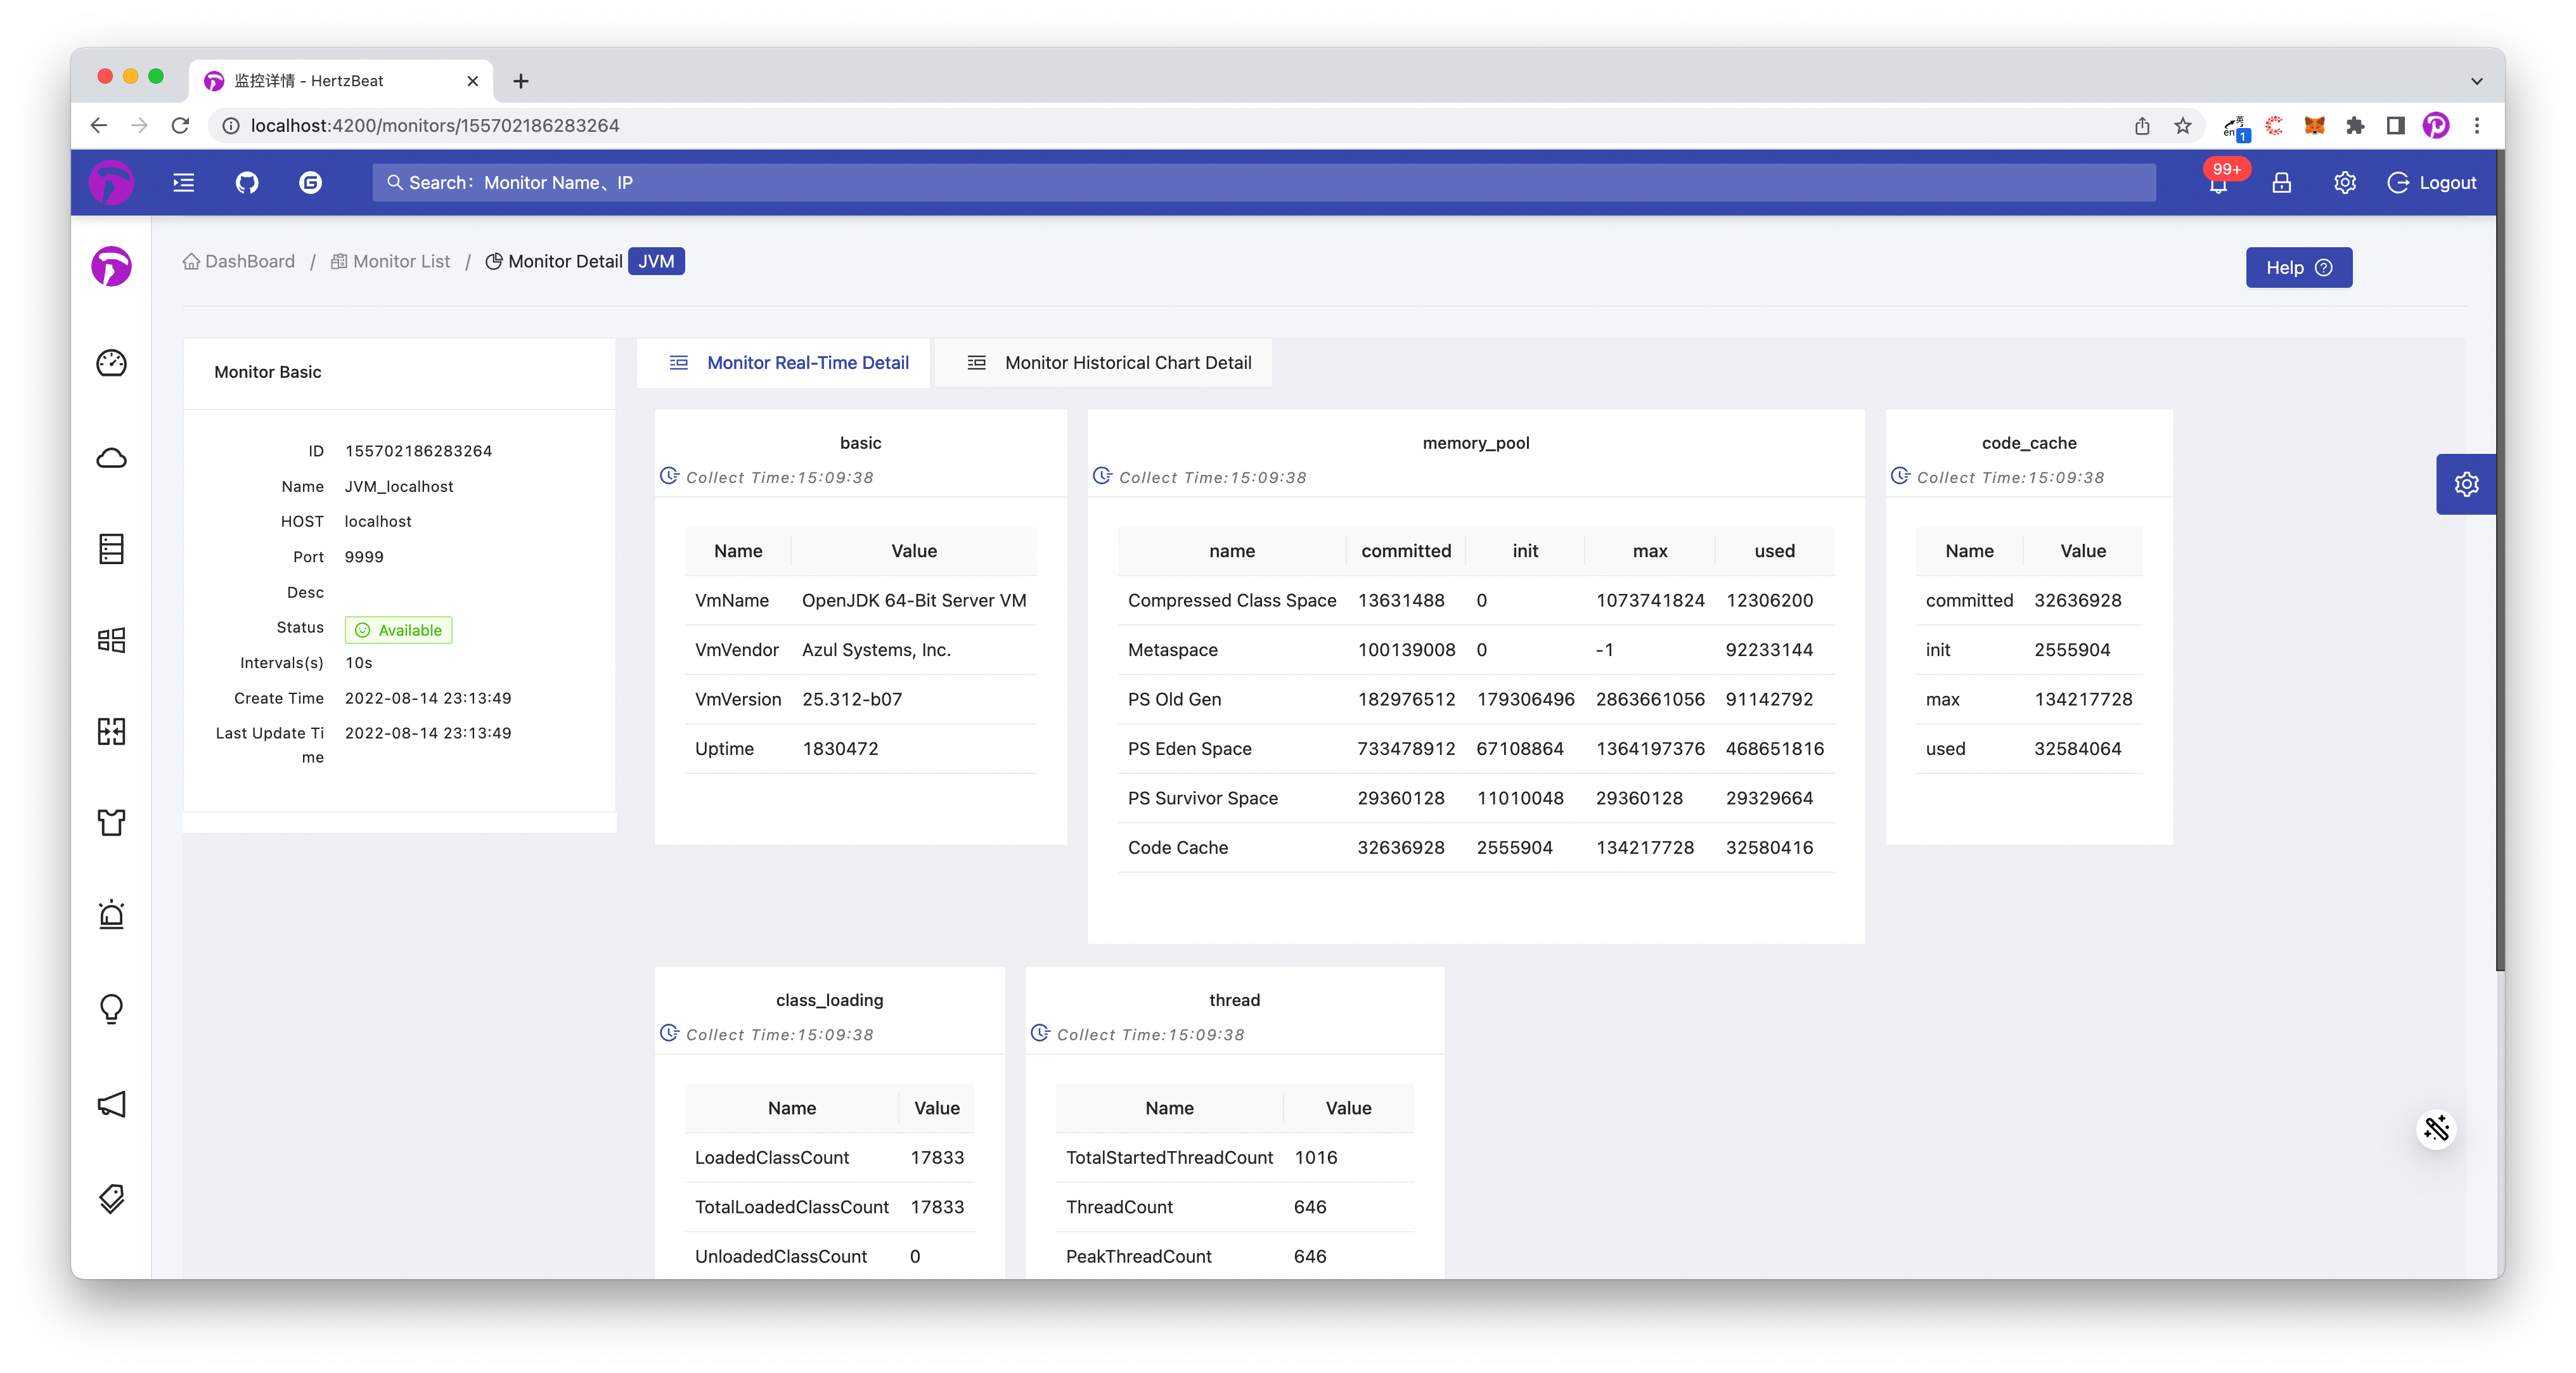 监控详情 - HertzBeat
localhost:4200/monitors/155702186283264
英
en
1
Search：Monitor Name、IP
99+
Logout
DashBoard / Monitor List / Monitor Detail JVM
Help
Monitor Basic
ID 155702186283264
Name JVM_localhost
HOST localhost
Port 9999
Desc
Status Available
Intervals(s) 10s
Create Time 2022-08-14 23:13:49
Last Update Ti 2022-08-14 23:13:49
me
Monitor Real-Time Detail
Monitor Historical Chart Detail
basic
Collect Time:15:09:38
Name Value
VmName OpenJDK 64-Bit Server VM
VmVendor Azul Systems, Inc.
VmVersion 25.312-b07
Uptime 1830472
memory_pool
Collect Time:15:09:38
name committed init max used
Compressed Class Space 13631488 0 1073741824 12306200
Metaspace 100139008 0 -1 92233144
PS Old Gen 182976512 179306496 2863661056 91142792
PS Eden Space 733478912 67108864 1364197376 468651816
PS Survivor Space 29360128 11010048 29360128 29329664
Code Cache 32636928 2555904 134217728 32580416
code_cache
Collect Time:15:09:38
Name Value
committed 32636928
init 2555904
max 134217728
used 32584064
class_loading
Collect Time:15:09:38
Name Value
LoadedClassCount 17833
TotalLoadedClassCount 17833
UnloadedClassCount 0
thread
Collect Time:15:09:38
Name Value
TotalStartedThreadCount 1016
ThreadCount 646
PeakThreadCount 646